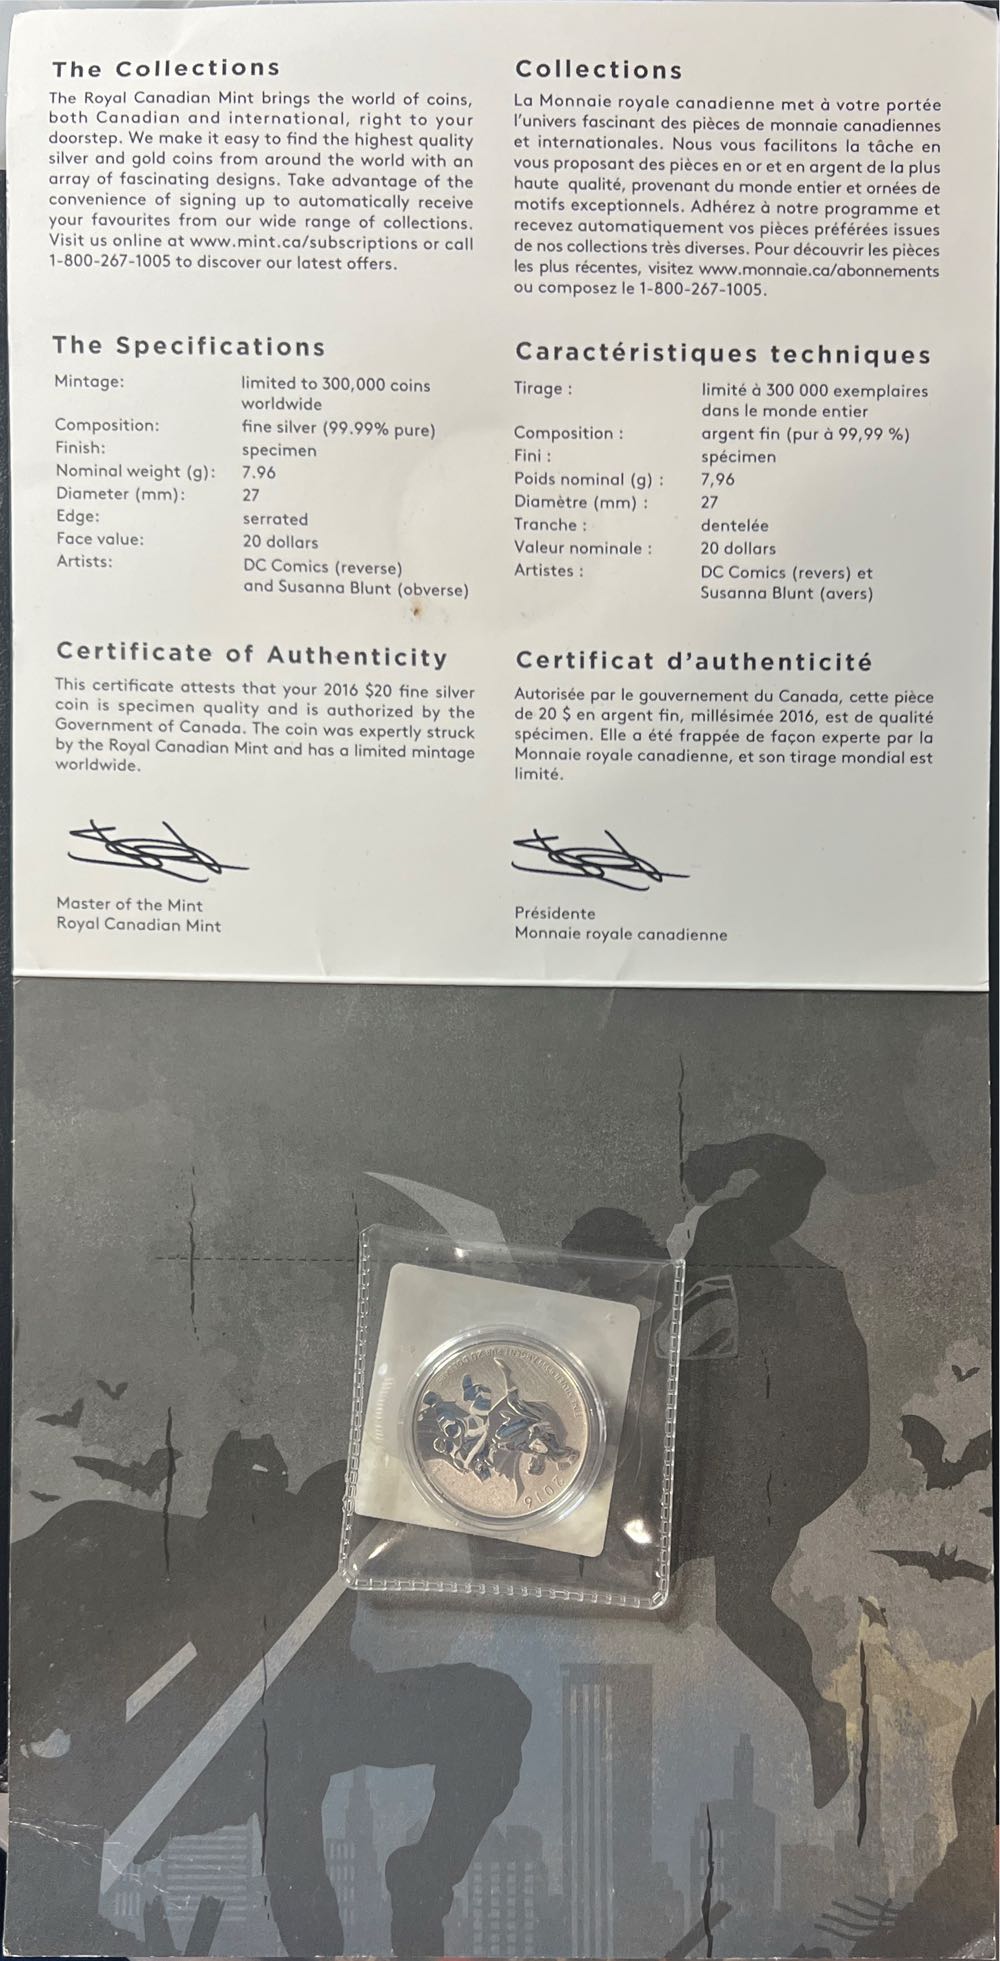 The Collections
The Royal Canadian Mint brings the world of coins,
both Canadian and international, right to your
doorstep. We make it easy to find the highest quality
silver and gold coins from around the world with an
array of fascinating designs. Take advantage of the
convenience of signing up to automatically receive
your favourites from our wide range of collections.
Visit us online at www.mint.ca/subscriptions or call
1-800-267-1005 to discover our latest offers.
The Specifications
Mintage: limited to 300,000 coins
worldwide
Composition: fine silver (99.99% pure)
Finish: specimen
Nominal weight (g): 7.96
Diameter (mm): 27
Edge: serrated
Face value: 20 dollars
Artists: DC Comics (reverse)
and Susanna Blunt (obverse)
Certificate of Authenticity
This certificate attests that your 2016 $20 fine silver
coin is specimen quality and is authorized by the
Government of Canada. The coin was expertly struck
by the Royal Canadian Mint and has a limited mintage
worldwide.
Master of the Mint
Royal Canadian Mint
Collections
La Monnaie royale canadienne met à votre portée
l'univers fascinant des pièces de monnaie canadiennes
et internationales. Nous vous facilitons la tâche en
vous proposant des pièces en or et en argent de la plus
haute qualité, provenant du monde entier et ornées de
motifs exceptionnels. Adhérez à notre programme et
recevez automatiquement vos pièces préférées issues
de nos collections très diverses. Pour découvrir les pièces
les plus récentes, visitez www.monnaie.ca/abonnements
ou composez le 1-800-267-1005.
Caractéristiques techniques
Tirage : limité à 300 000 exemplaires
dans le monde entier
Composition : argent fin (pur à 99,99 %)
Fini : spécimen
Poids nominal (g) : 7,96
Diamètre (mm) : 27
Tranche : dentelée
Valeur nominale : 20 dollars
Artistes : DC Comics (revers) et
Susanna Blunt (avers)
Certificat d'authenticité
Autorisée par le gouvernement du Canada, cette pièce
de 20 $ en argent fin, millésimée 2016, est de qualité
spécimen. Elle a été frappée de façon experte par la
Monnaie royale canadienne, et son tirage mondial est
limité.
Présidente
Monnaie royale canadienne
2016